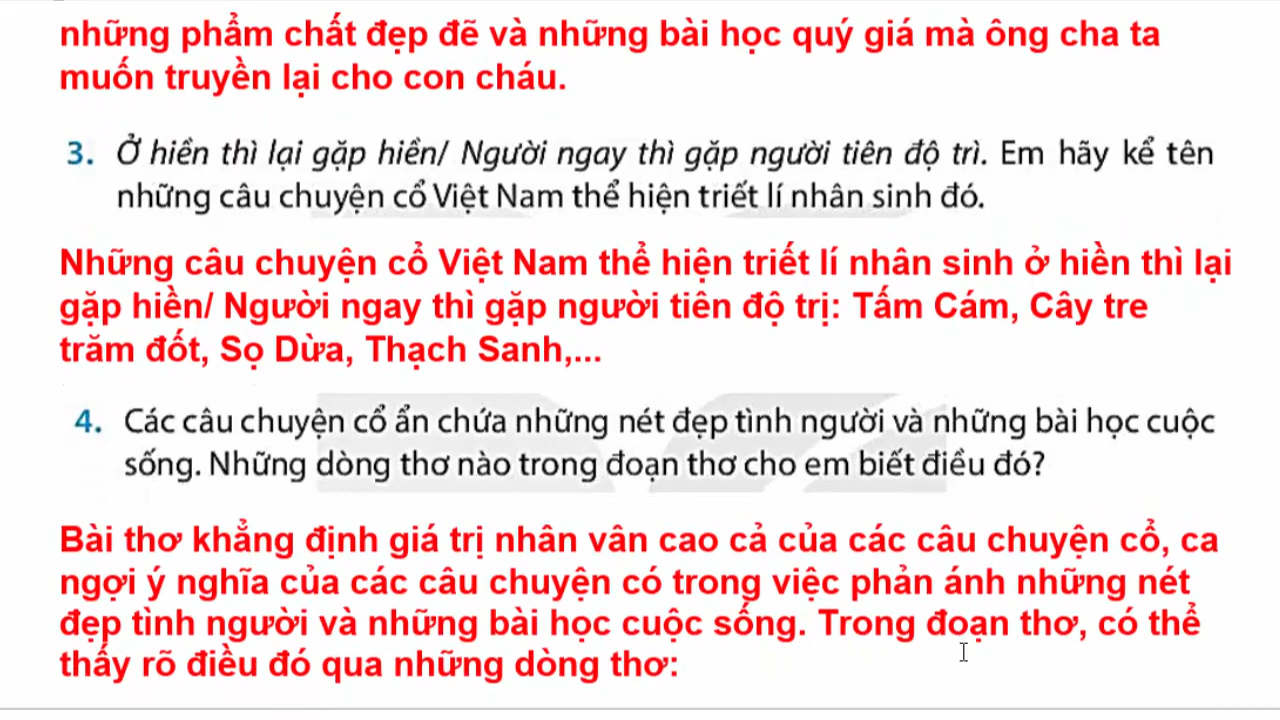 những phẩm chất đẹp đẽ và những bài học quý giá mà ông cha ta
muốn truyền lại cho con cháu.
3. Ở hiền thì lại gặp hiền/ Người ngay thì gặp người tiên độ trì. Em hãy kể tên
những câu chuyện cổ Việt Nam thể hiện triết lí nhân sinh đó.
Những câu chuyện cổ Việt Nam thể hiện triết lí nhân sinh ở hiền thì lại
gặp hiền/ Người ngay thì gặp người tiên độ trị: Tấm Cám, Cây tre
trăm đốt, Sọ Dừa, Thạch Sanh,...
4. Các câu chuyện cổ ẩn chứa những nét đẹp tình người và những bài học cuộc
sống. Những dòng thơ nào trong đoạn thơ cho em biết điều đó?
Bài thơ khẳng định giá trị nhân vân cao cả của các câu chuyện cổ, ca
ngợi ý nghĩa của các câu chuyện có trong việc phản ánh những nét
đẹp tình người và những bài học cuộc sống. Trong đoạn thơ, có thể
thấy rõ điều đó qua những dòng thơ: